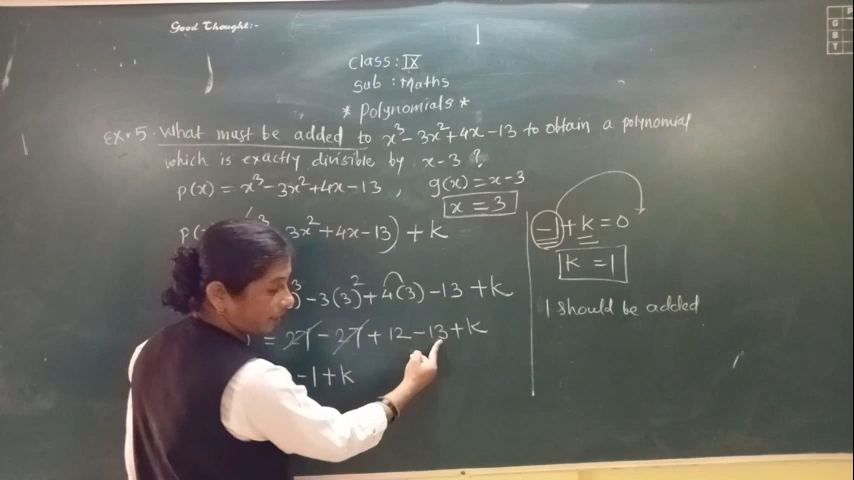 Good Thought:-
P
G
B
T
Class: IX
Sub : Maths
* Polynomials *
Ex. 5. What must be added to x³-3x²+4x-13 to obtain a polynomial
which is exactly divisible by x-3 ?
p(x) = x³-3x²+4x-13 , g(x) = x-3
x = 3
3x²+4x-13) + k
3 -3(3)²+4(3)-13 +k
= 27-27+12-13+k
-1+k
-1+k=0
k =1
1 should be added